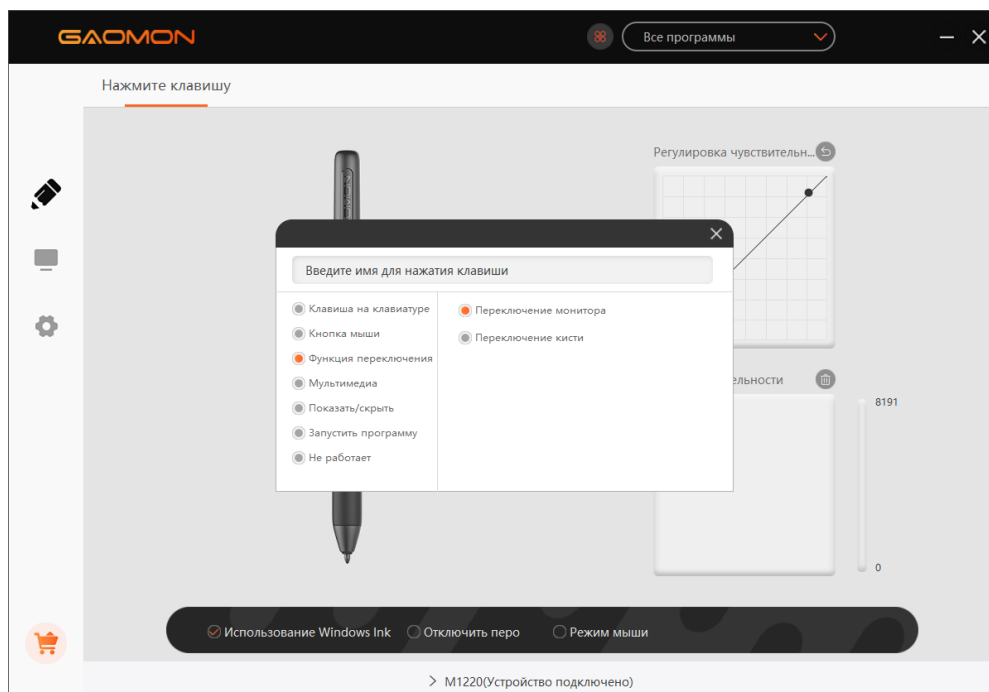 GAOMON
Все программы
Нажмите клавишу
Регулировка чувствительн...
Введите имя для нажатия клавиши
Клавиша на клавиатуре
Переключение монитора
Кнопка мыши
Переключение кисти
Функция переключения
Мультимедиа
ельности
Показать/скрыть
8191
Запустить программу
Не работает
0
Использование Windows Ink
Отключить перо
Режим мыши
M1220(Устройство подключено)